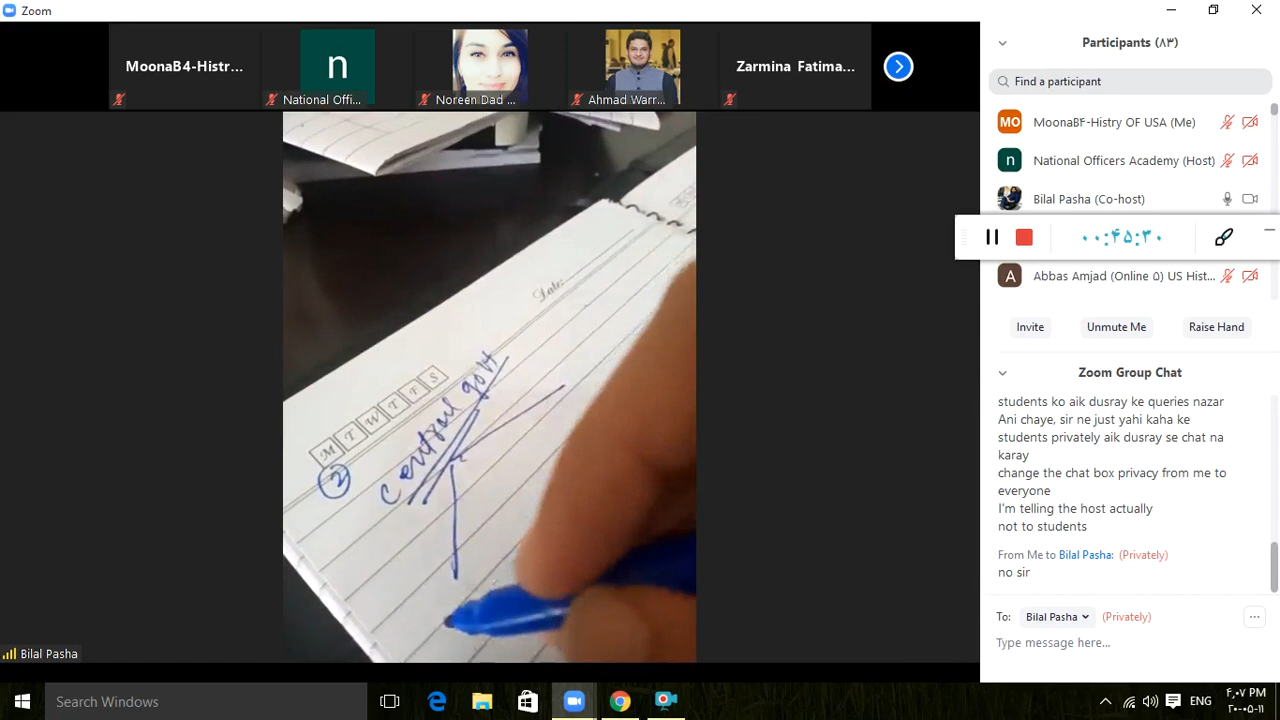 Zoom
MoonaB4-Histr...
n
National Offi...
Noreen Dad ...
Ahmad Warr...
Zarmina Fatima...
Participants (۸۳)
Find a participant
MO
MoonaB۴-Histry OF USA (Me)
n
National Officers Academy (Host)
Bilal Pasha (Co-host)
۰۰:۴۵:۳۰
A
Abbas Amjad (Online ۵) US Hist...
Invite
Unmute Me
Raise Hand
Zoom Group Chat
students ko aik dusray ke queries nazar
Ani chaye, sir ne just yahi kaha ke
students privately aik dusray se chat na
karay
change the chat box privacy from me to
everyone
I'm telling the host actually
not to students
From Me to Bilal Pasha: (Privately)
no sir
To: Bilal Pasha (Privately)
Type message here...
Date:
M T W T F S
2
Central govt
Bilal Pasha
Search Windows
ENG
۲:۰۷ PM